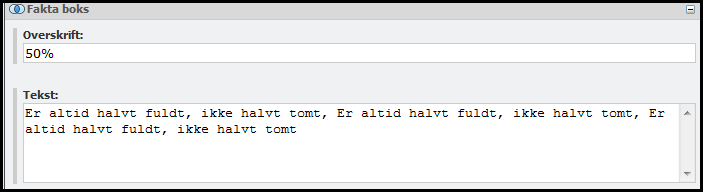 Fakta boks
Overskrift:
50%
Tekst:
Er altid halvt fuldt, ikke halvt tomt, Er altid halvt fuldt, ikke halvt tomt, Er
altid halvt fuldt, ikke halvt tomt